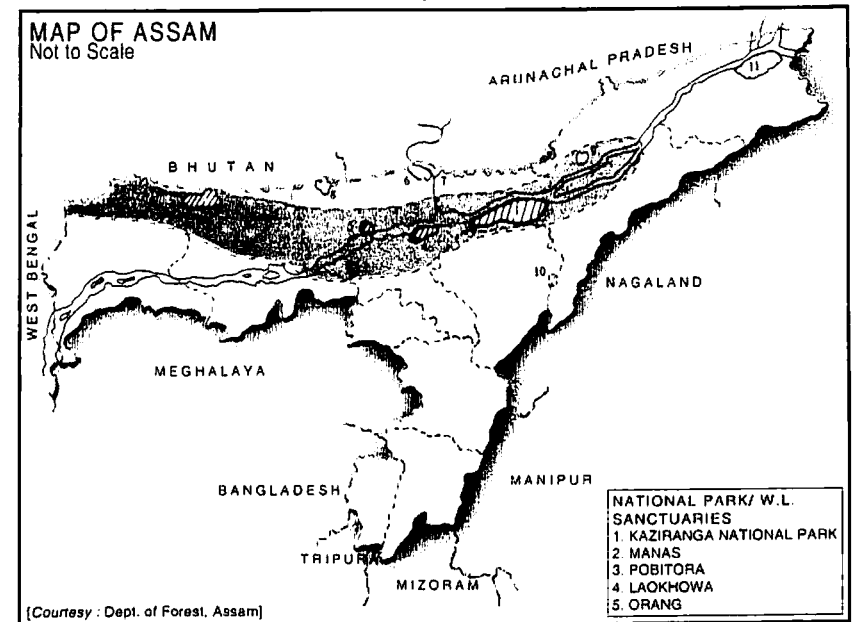 MAP OF ASSAM
Not to Scale
ARUNACHAL PRADESH
11
BHUTAN
8
6
7
9
WEST BENGAL
10
NAGALAND
MEGHALAYA
BANGLADESH
MANIPUR
TRIPURA
MIZORAM
NATIONAL PARK/ W.L.
SANCTUARIES
1. KAZIRANGA NATIONAL PARK
2. MANAS
3. POBITORA
4. LAOKHOWA
5. ORANG
[Courtesy : Dept. of Forest, Assam]